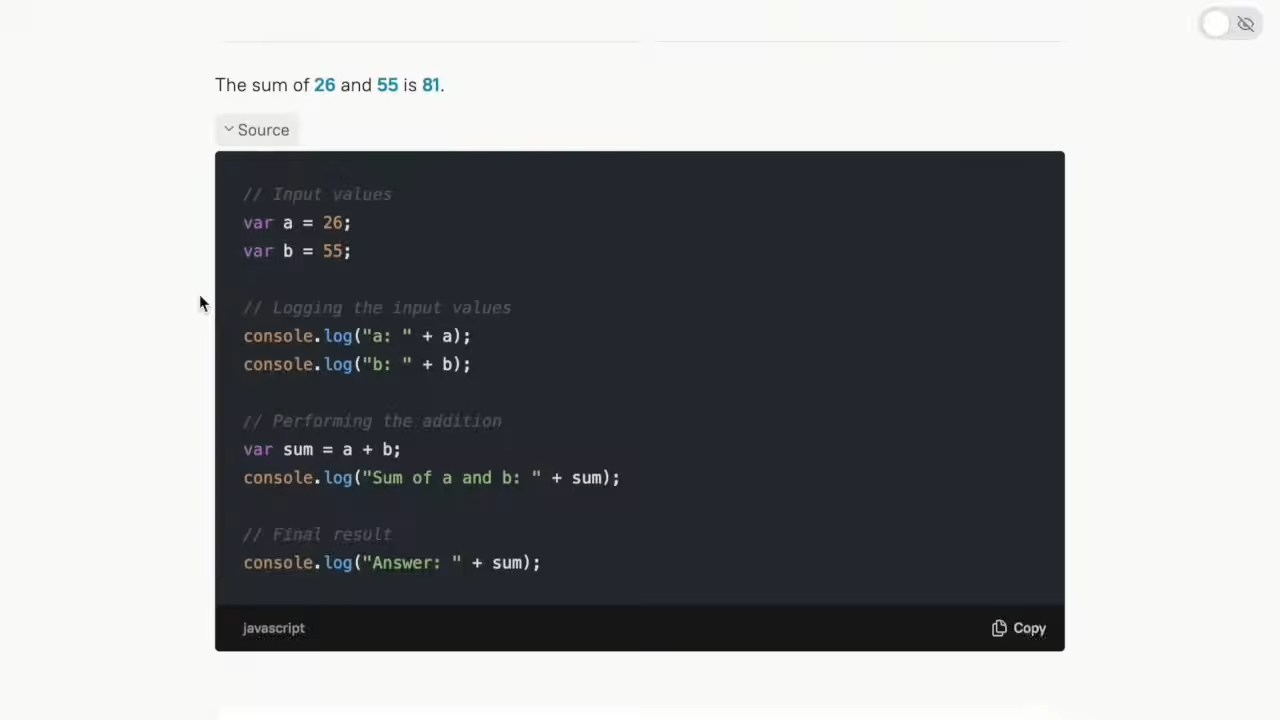 The sum of 26 and 55 is 81.
Source
// Input values
var a = 26;
var b = 55;
// Logging the input values
console.log("a: " + a);
console.log("b: " + b);
// Performing the addition
var sum = a + b;
console.log("Sum of a and b: " + sum);
// Final result
console.log("Answer: " + sum);
javascript
Copy